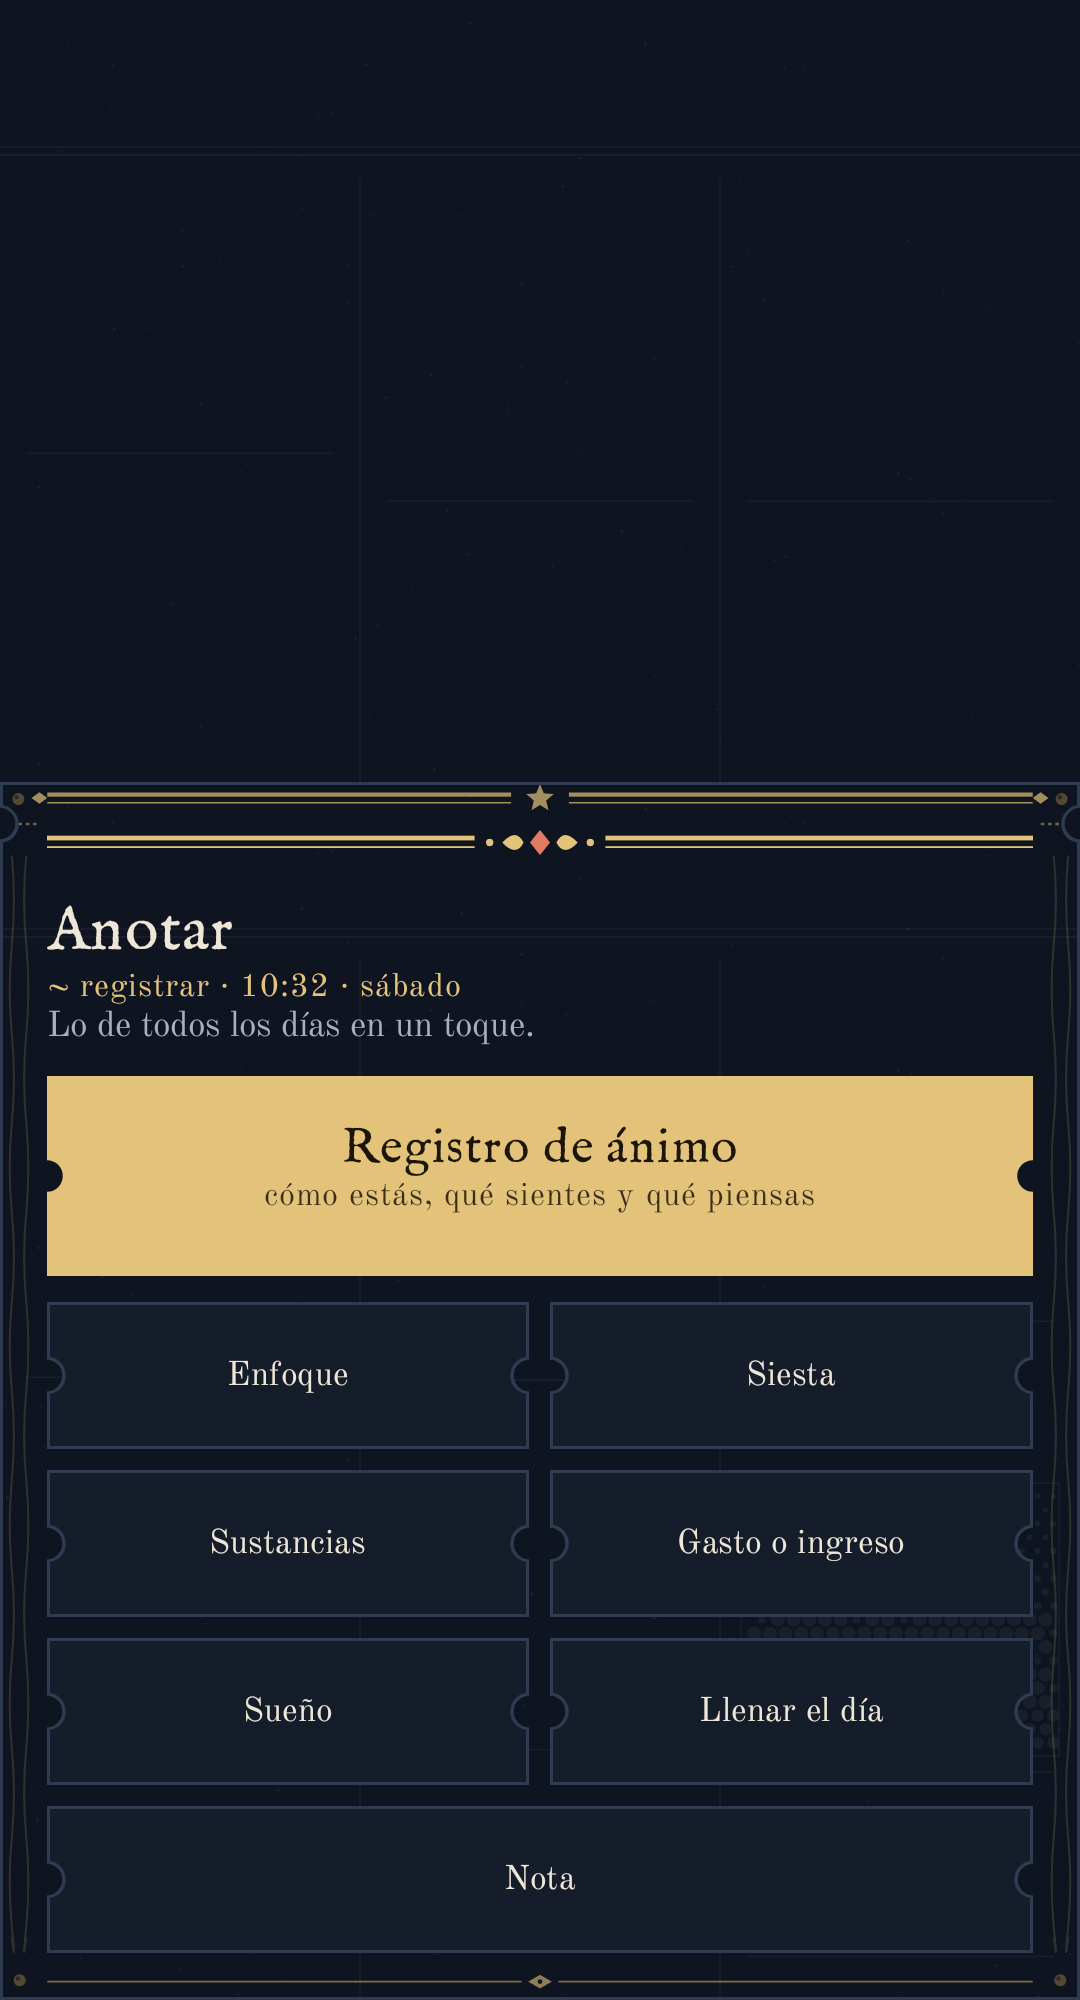 Anotar
~ registrar · 10:32 · sábado
Lo de todos los días en un toque.
Registro de ánimo
cómo estás, qué sientes y qué piensas
Enfoque
Siesta
Sustancias
Gasto o ingreso
Sueño
Llenar el día
Nota